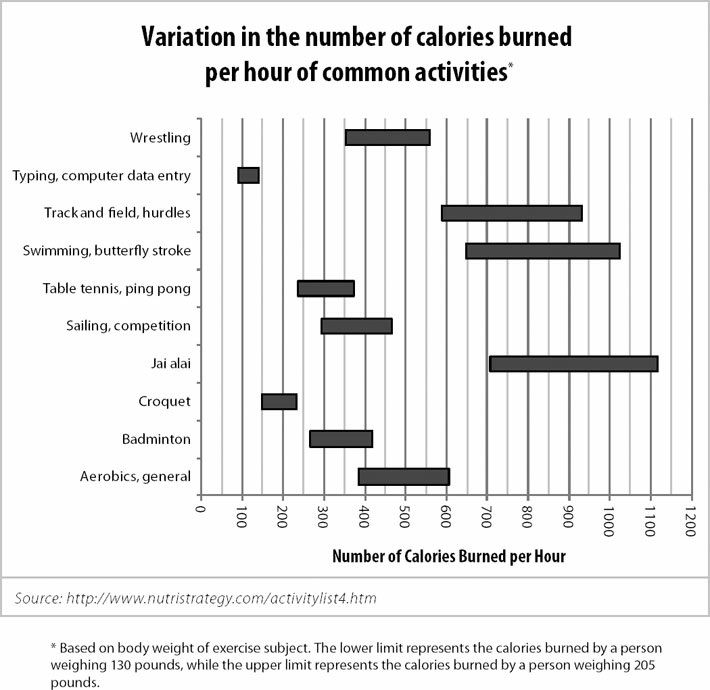 Variation in the number of calories burned
per hour of common activities*
Wrestling
Typing, computer data entry
Track and field, hurdles
Swimming, butterfly stroke
Table tennis, ping pong
Sailing, competition
Jai alai
Croquet
Badminton
Aerobics, general
0 100 200 300 400 500 600 700 800 900 1000 1100 1200
Number of Calories Burned per Hour
Source: http://www.nutristrategy.com/activitylist4.htm
* Based on body weight of exercise subject. The lower limit represents the calories burned by a person
weighing 130 pounds, while the upper limit represents the calories burned by a person weighing 205
pounds.